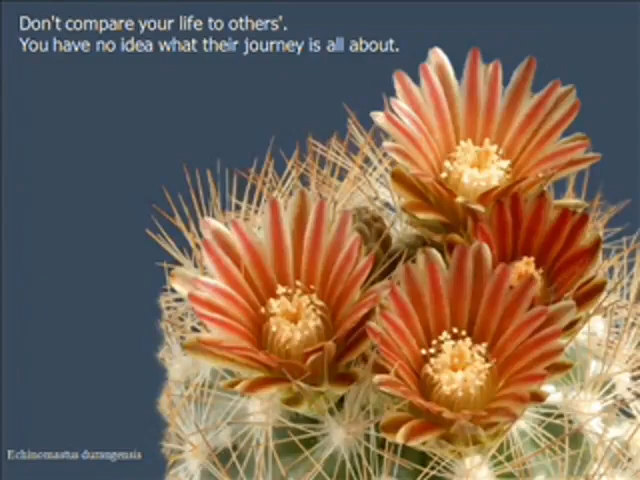 Don't compare your life to others'.
You have no idea what their journey is all about.
Echinomastus durangensis